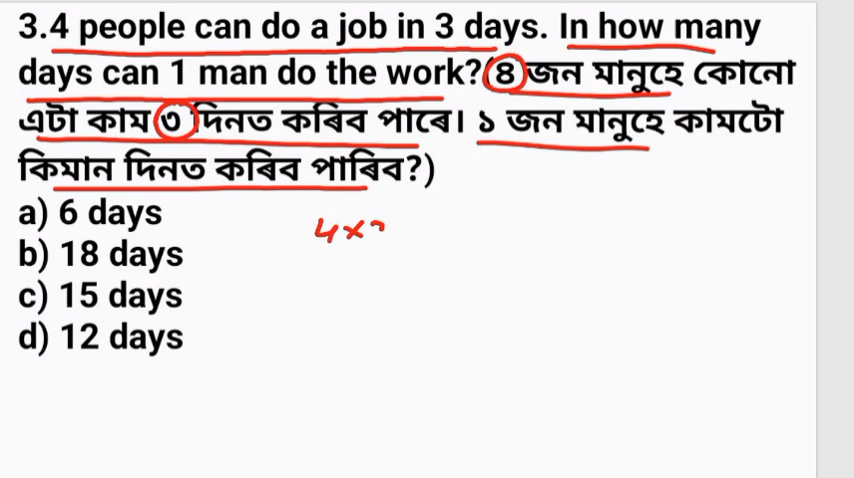 3.4 people can do a job in 3 days. In how many
days can 1 man do the work?(৪ জন মানুহে কোনো
এটা কাম ৩ দিনত কৰিব পাৰে। ১ জন মানুহে কামটো
কিমান দিনত কৰিব পাৰিব?)
a) 6 days
4×
b) 18 days
c) 15 days
d) 12 days